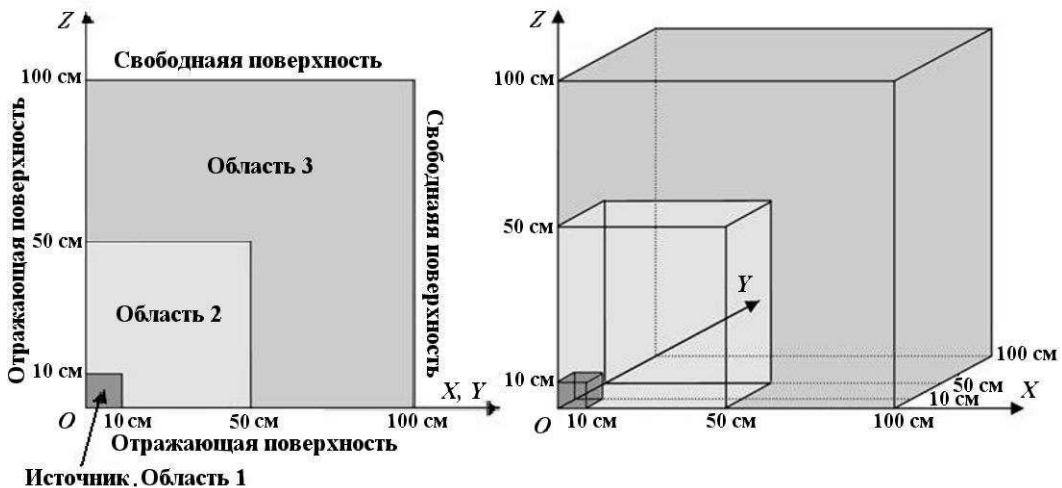 Z
Свободнаяя поверхность
100 см
Отражающая поверхность
Свободнаяя поверхность
Область 3
50 см
Область 2
10 см
X, Y
O
10 см
50 см
100 см
Отражающая поверхность
Источник, Область 1
Z
100 см
50 см
Y
10 см
100 см
50 см
10 см
X
O
10 см
50 см
100 см